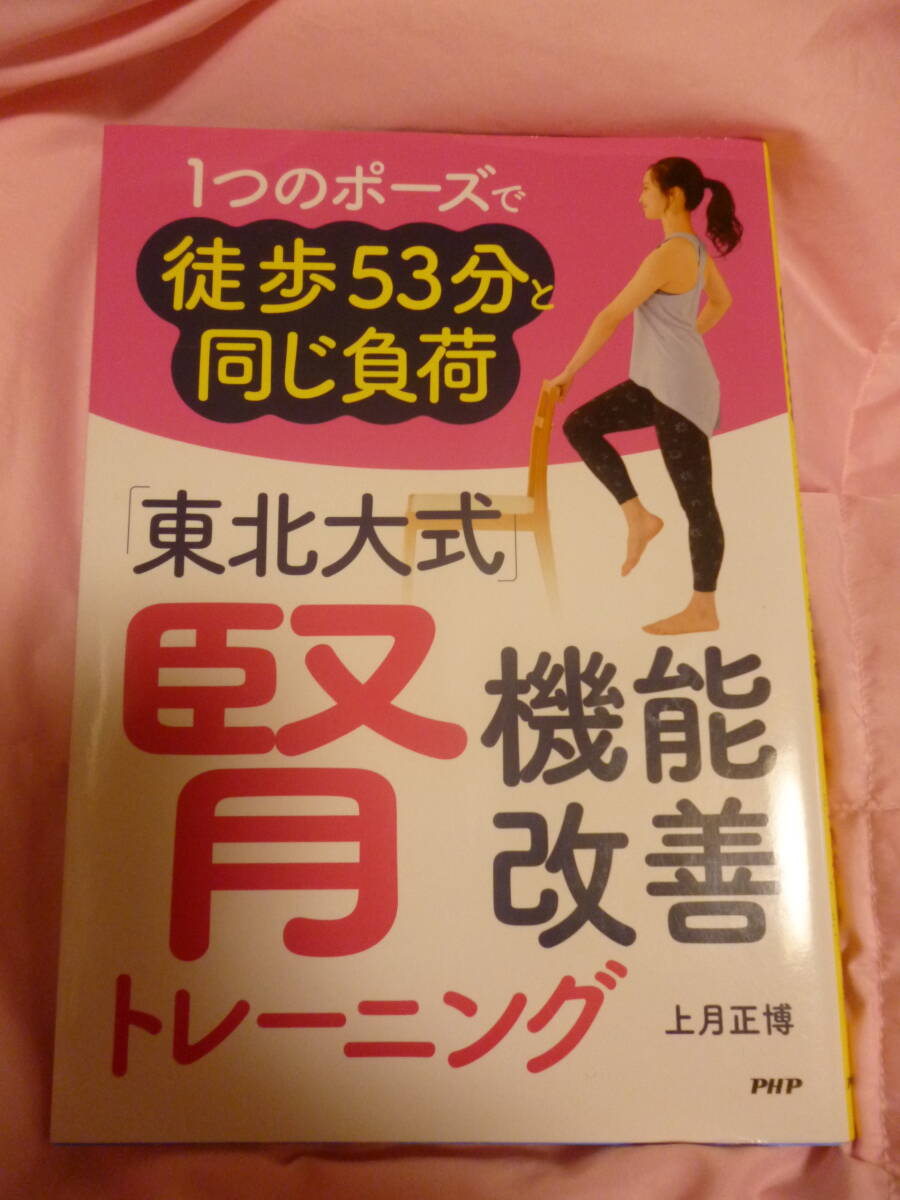 1つのポーズで
徒歩53分と
同じ負荷
「東北大式」
腎機能
改善
トレーニング
上月正博
PHP